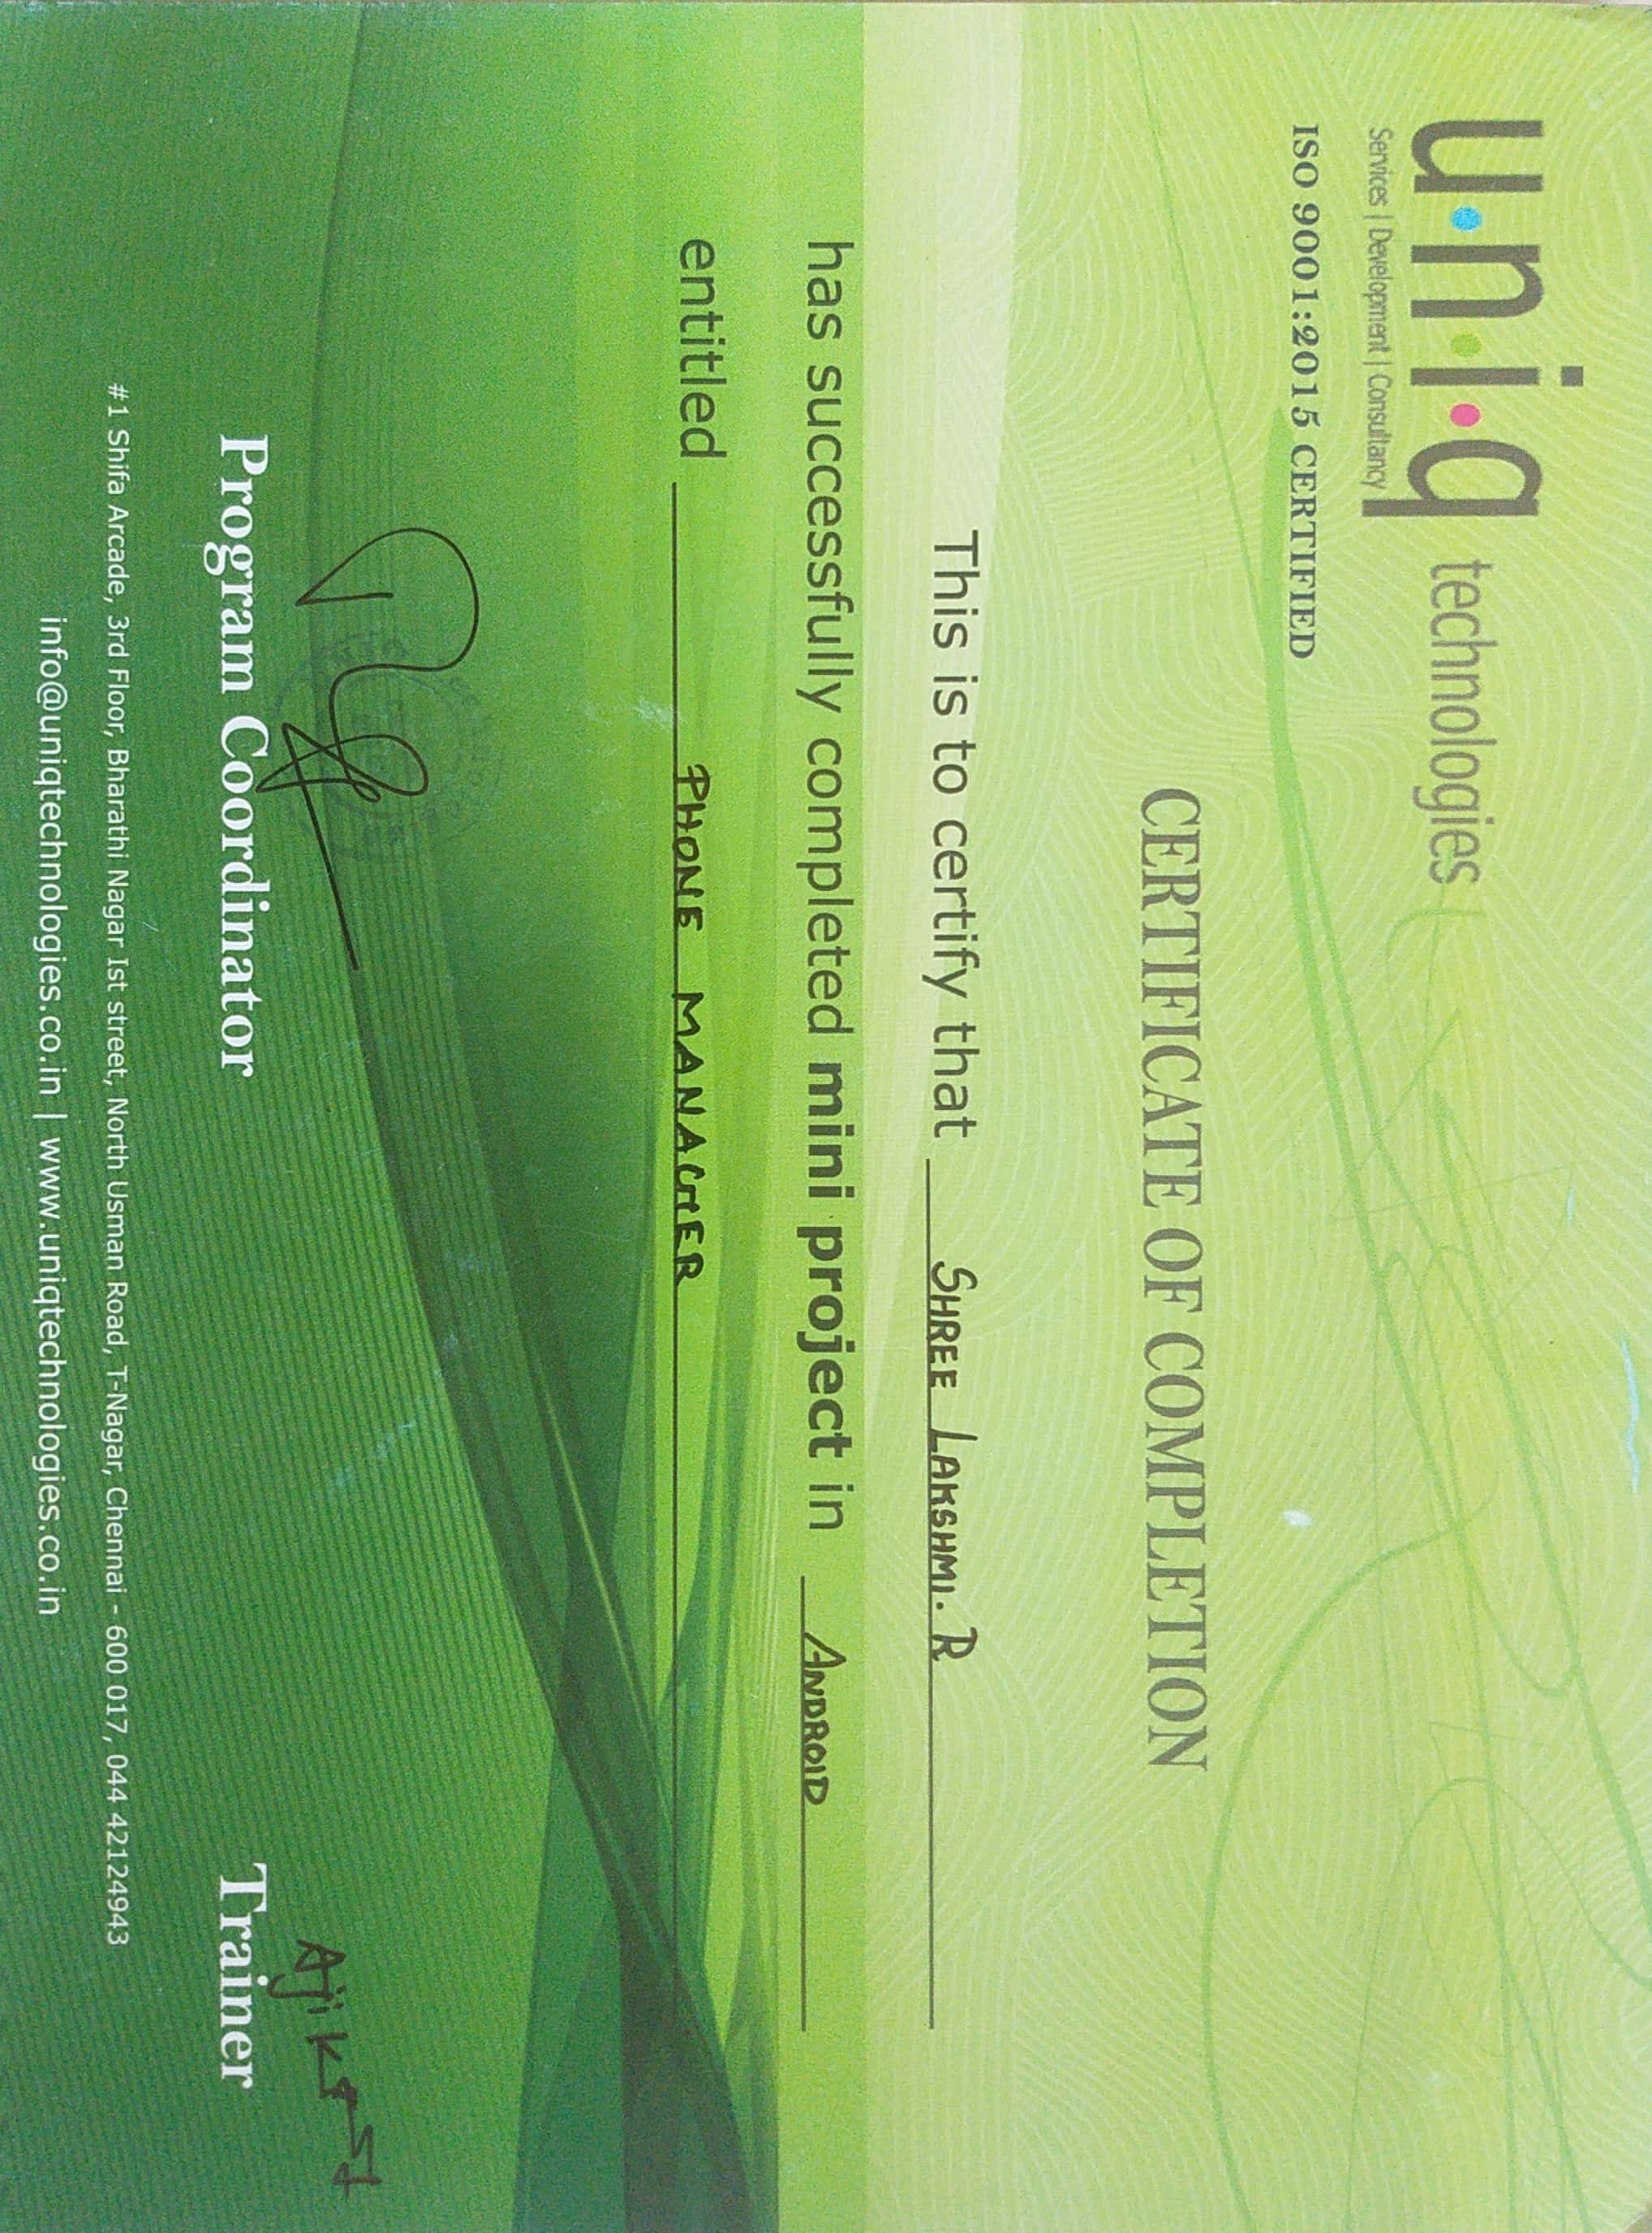 u·n·i·q technologies
Services | Development | Consultancy
ISO 9001:2015 CERTIFIED
CERTIFICATE OF COMPLETION
This is to certify that SHREE LAKSHMI. R
has successfully completed mini project in ANDROID
entitled PHONE MANAGER
Program Coordinator
Trainer
#1 Shifa Arcade, 3rd Floor, Bharathi Nagar Ist street, North Usman Road, T-Nagar, Chennai - 600 017, 044 42124943
info@uniqtechnologies.co.in | www.uniqtechnologies.co.in